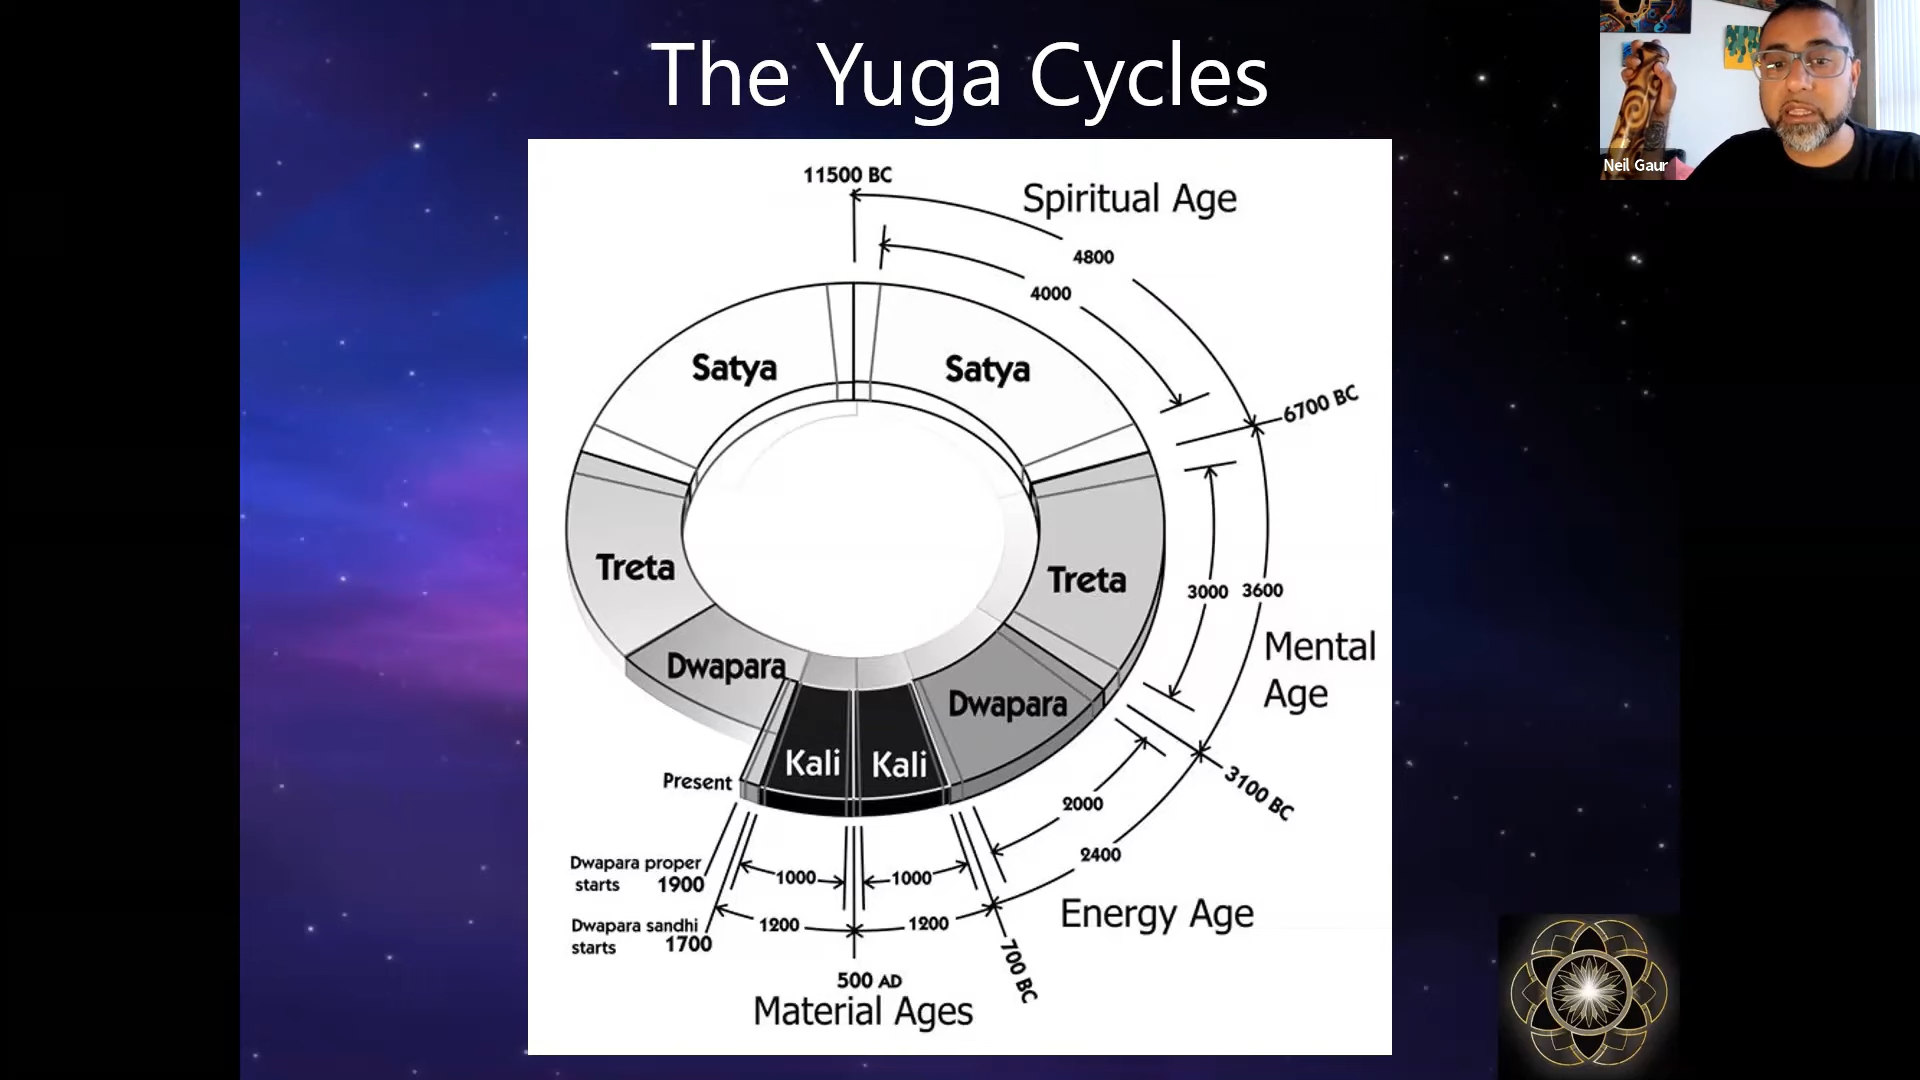 The Yuga Cycles
Neil Gaur
11500 BC
Spiritual Age
4800
4000
Satya
Satya
6700 BC
Treta
Treta
3000
3600
Mental
Age
Dwapara
Dwapara
Kali
Kali
Present
3100 BC
2000
2400
Dwapara proper
starts 1900
1000
1000
Energy Age
Dwapara sandhi
starts 1700
1200
1200
700 BC
500 AD
Material Ages